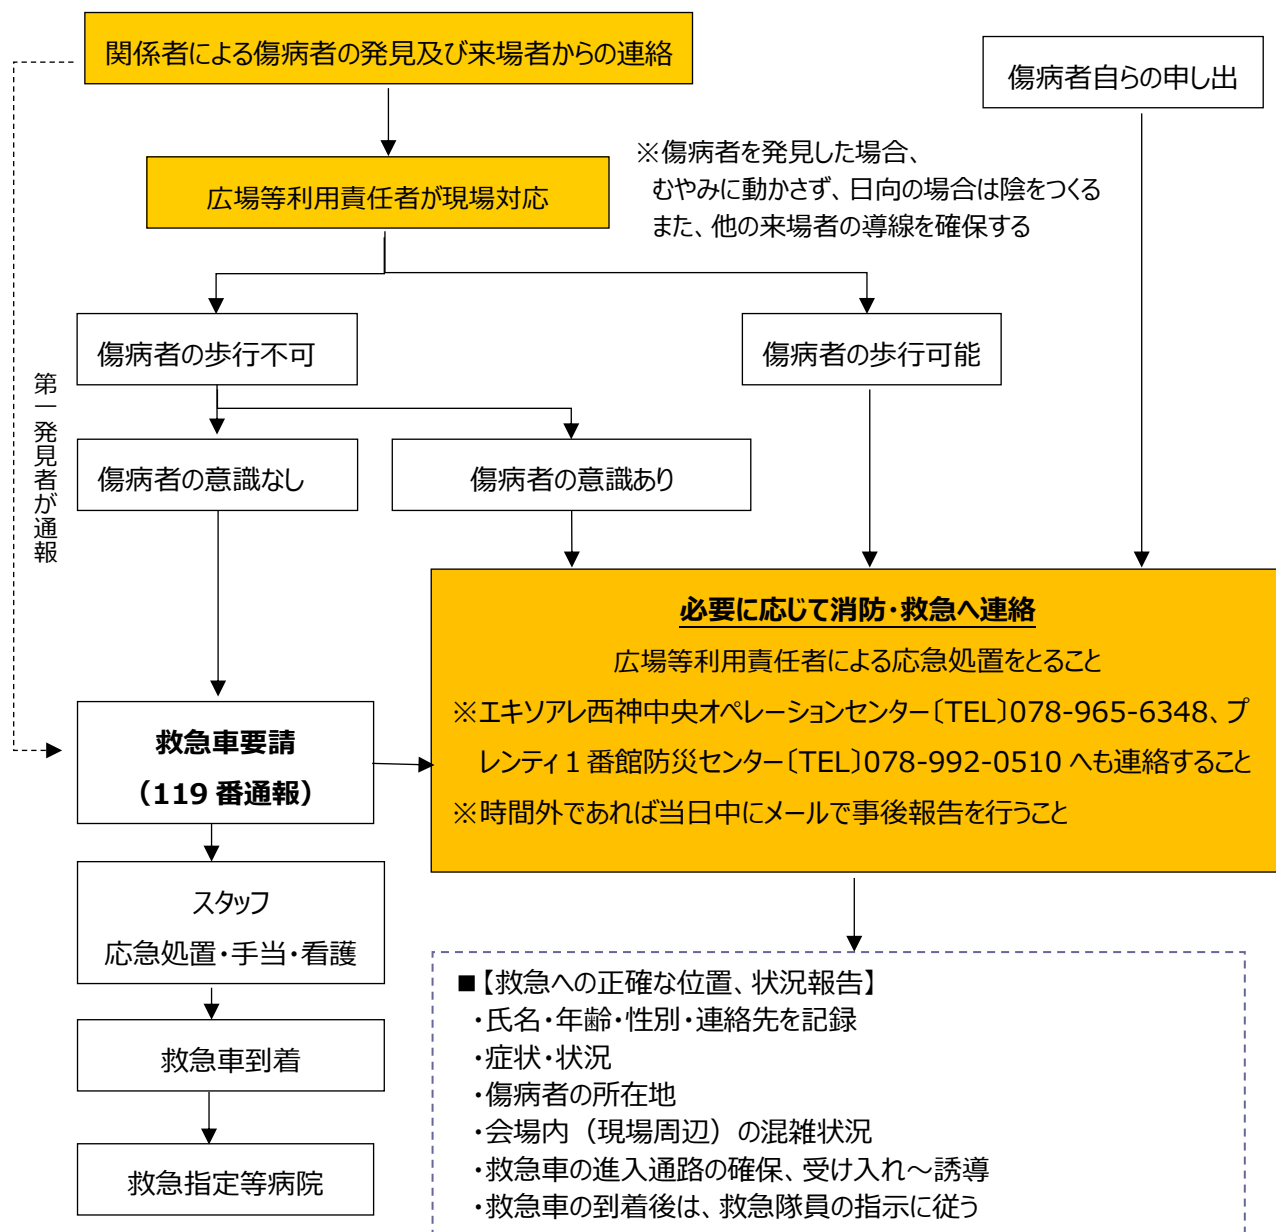 関係者による傷病者の発見及び来場者からの連絡
傷病者自らの申し出
広場等利用責任者が現場対応
※傷病者を発見した場合、
むやみに動かさず、日向の場合は陰をつくる
また、他の来場者の導線を確保する
傷病者の歩行不可
傷病者の歩行可能
第一発見者が通報
傷病者の意識なし
傷病者の意識あり
必要に応じて消防・救急へ連絡
広場等利用責任者による応急処置をとること
※エキソアレ西神中央オペレーションセンター〔TEL〕078-965-6348、プ
レンティ1番館防災センター〔TEL〕078-992-0510 へも連絡すること
※時間外であれば当日中にメールで事後報告を行うこと
救急車要請
（119 番通報）
スタッフ
応急処置・手当・看護
救急車到着
救急指定等病院
■【救急への正確な位置、状況報告】
・氏名・年齢・性別・連絡先を記録
・症状・状況
・傷病者の所在地
・会場内（現場周辺）の混雑状況
・救急車の進入通路の確保、受け入れ～誘導
・救急車の到着後は、救急隊員の指示に従う